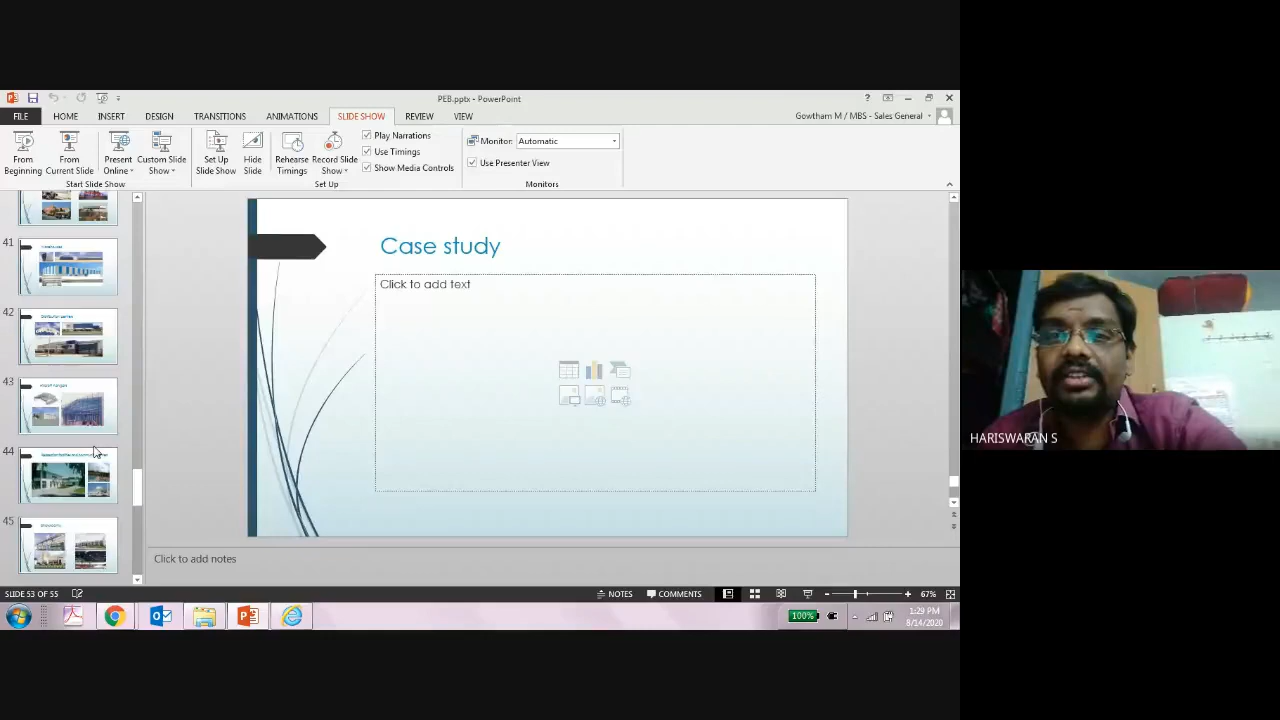 PEB.pptx - PowerPoint
FILE HOME INSERT DESIGN TRANSITIONS ANIMATIONS SLIDE SHOW REVIEW VIEW
Gowtham M / MBS - Sales General
From Beginning
From Current Slide
Present Online
Custom Slide Show
Start Slide Show
Set Up Slide Show
Hide Slide
Rehearse Timings
Record Slide Show
Play Narrations
Use Timings
Show Media Controls
Set Up
Monitor: Automatic
Use Presenter View
Monitors
41
42
43
44
45
Case study
Click to add text
Click to add notes
HARISWARAN S
SLIDE 53 OF 55
NOTES COMMENTS
67%
100%
1:29 PM
8/14/2020